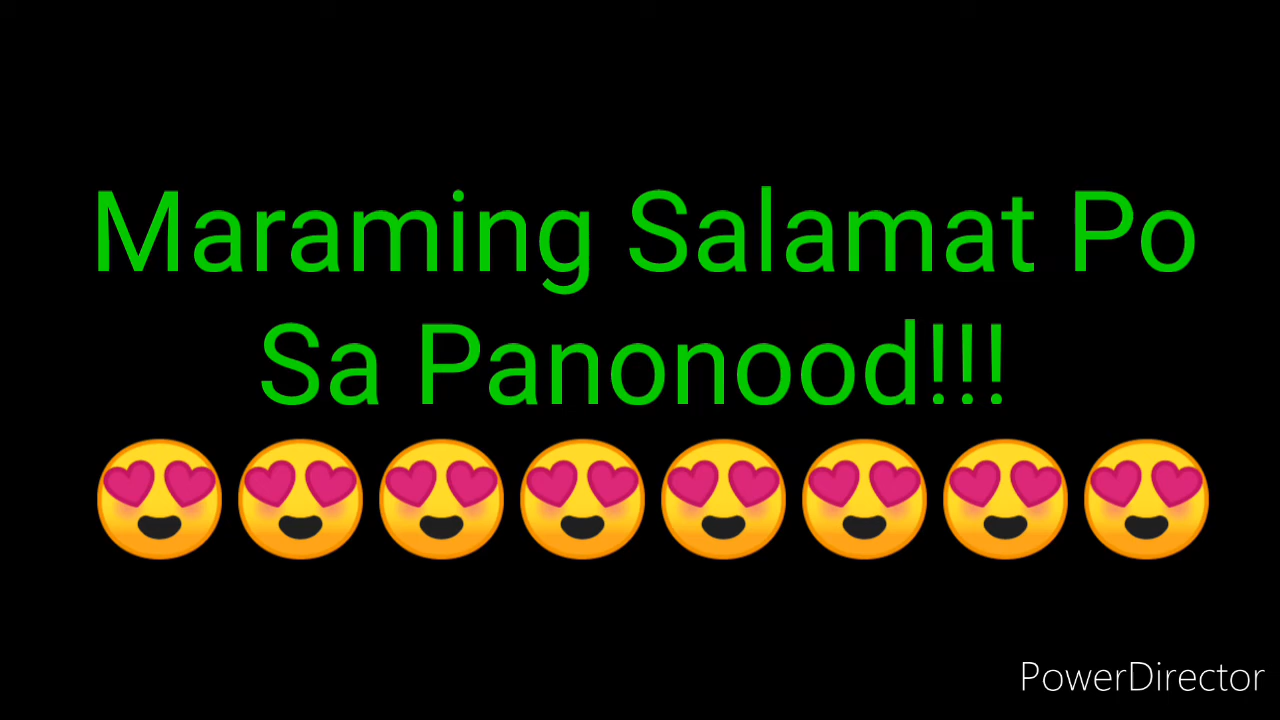 Maraming Salamat Po
Sa Panonood!!!
😍😍😍😍😍😍😍😍
PowerDirector